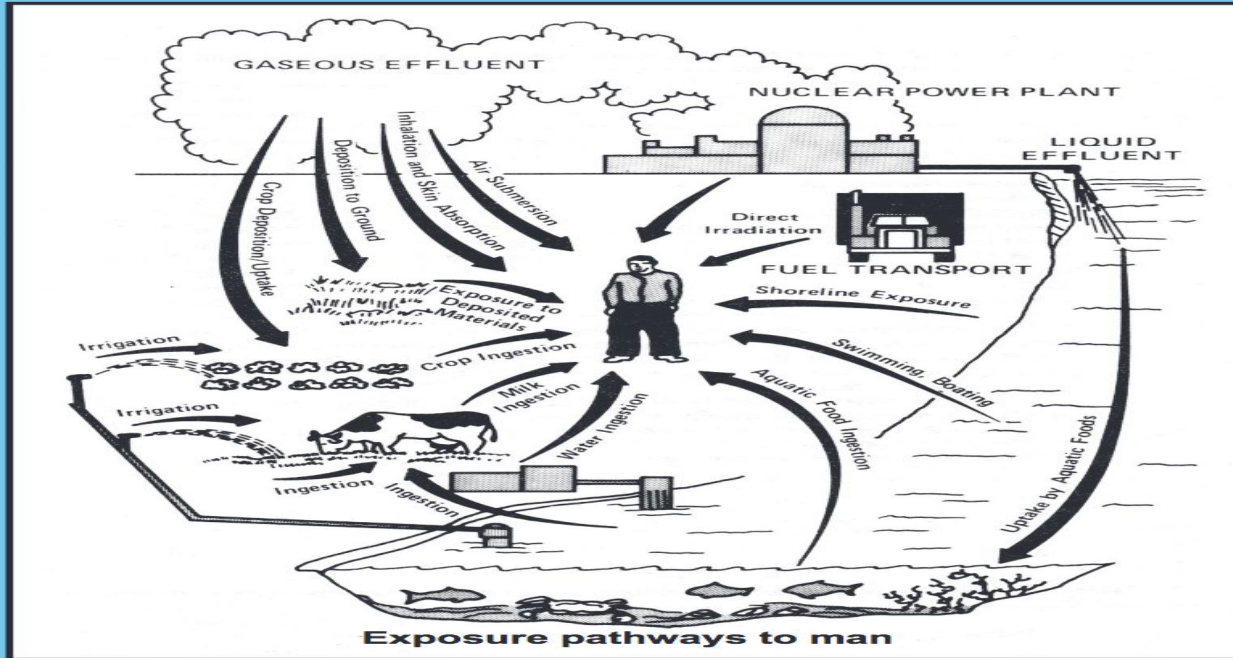 GASEOUS EFFLUENT
NUCLEAR POWER PLANT
LIQUID
EFFLUENT
Crop Deposition/Uptake
Deposition to Ground
Inhalation and Skin Absorption
Air Submersion
Direct
Irradiation
FUEL TRANSPORT
Exposure to
Deposited
Materials
Shoreline Exposure
Irrigation
Crop Ingestion
Swimming, Boating
Milk
Ingestion
Irrigation
Water Ingestion
Aquatic Food Ingestion
Uptake by Aquatic Foods
Ingestion
Ingestion
Exposure pathways to man